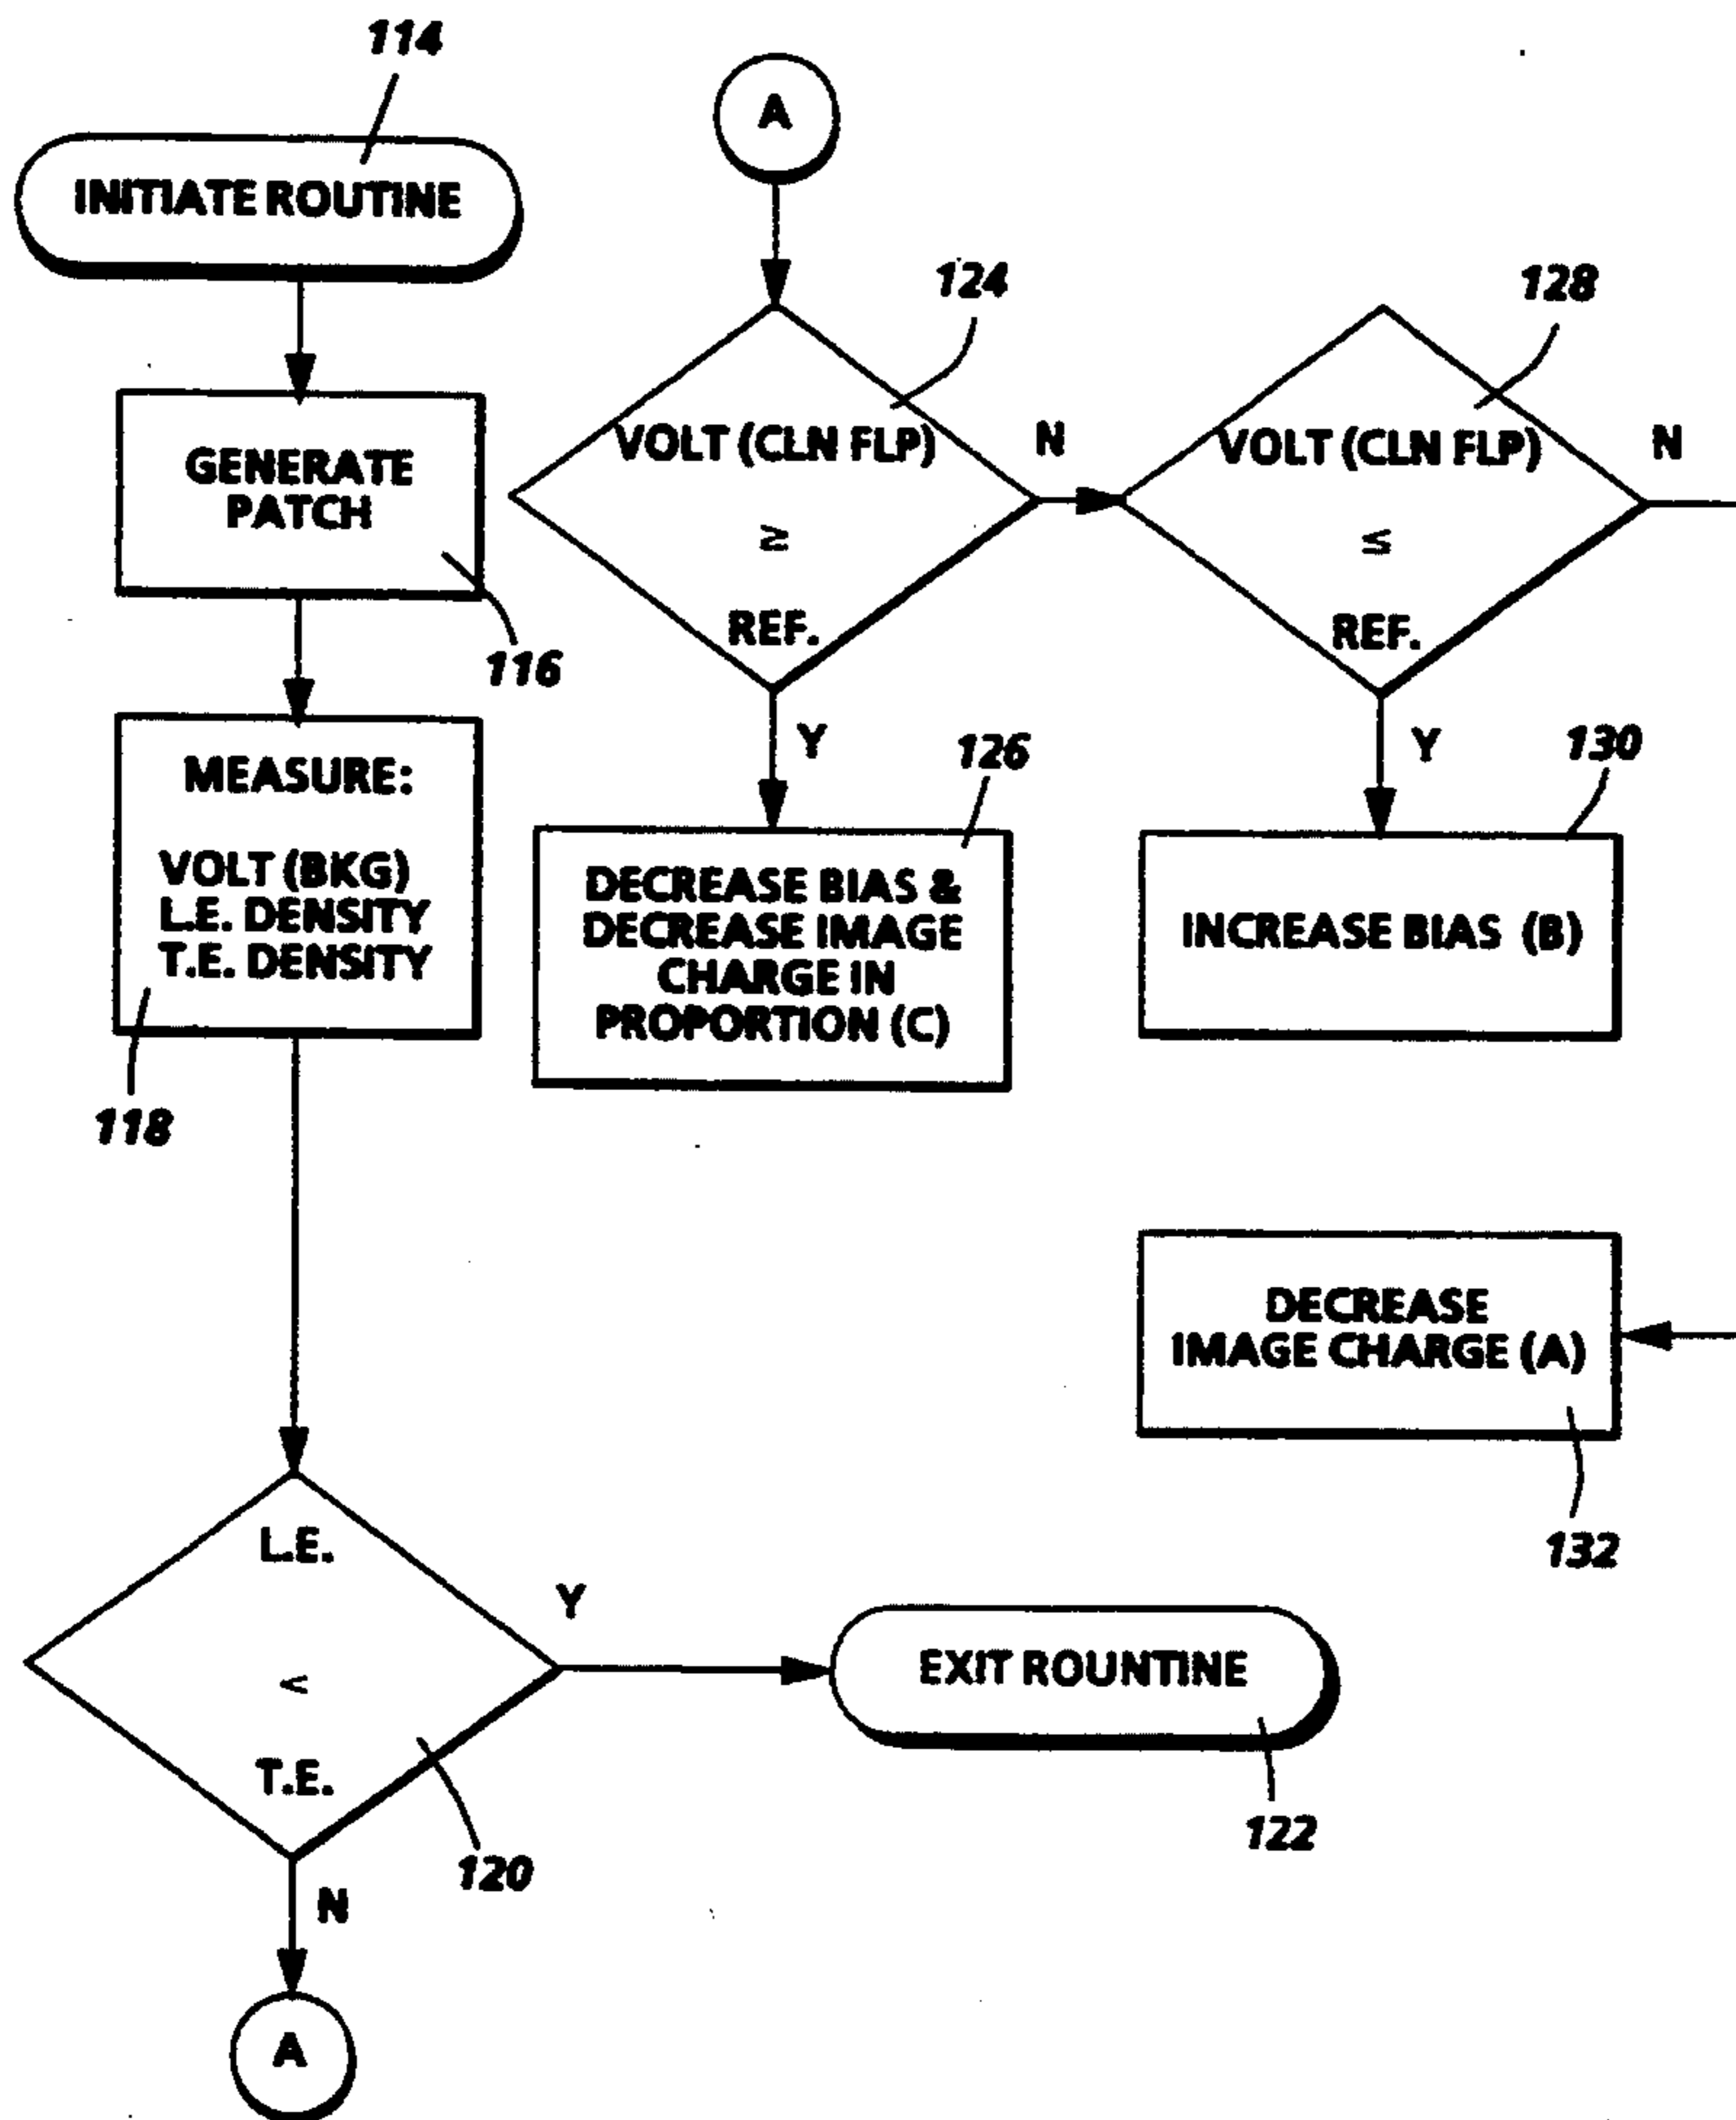 114
INITIATE ROUTINE
GENERATE
PATCH
116
MEASURE:
VOLT (BKG)
L.E. DENSITY
T.E. DENSITY
118
L.E.
<
T.E.
120
Y
EXIT ROUNTINE
122
N
A
A
124
VOLT (CLN FLP)
≥
REF.
N
Y
126
DECREASE BIAS &
DECREASE IMAGE
CHARGE IN
PROPORTION (C)
128
VOLT (CLN FLP)
≤
REF.
N
Y
130
INCREASE BIAS (B)
DECREASE
IMAGE CHARGE (A)
132